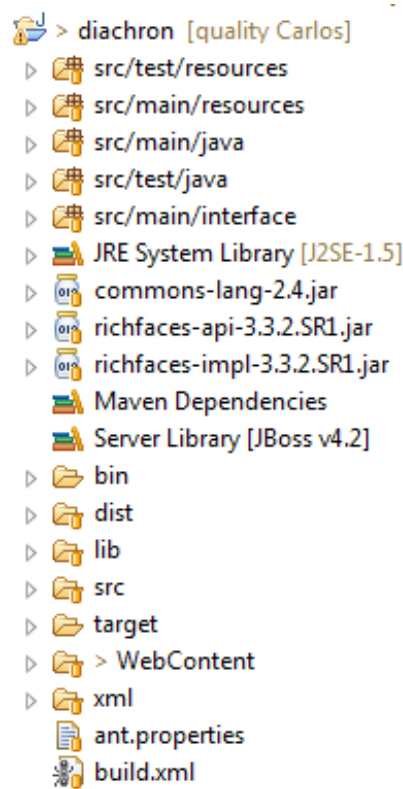 > diachron [quality Carlos]
src/test/resources
src/main/resources
src/main/java
src/test/java
src/main/interface
JRE System Library [J2SE-1.5]
commons-lang-2.4.jar
richfaces-api-3.3.2.SR1.jar
richfaces-impl-3.3.2.SR1.jar
Maven Dependencies
Server Library [JBoss v4.2]
bin
dist
lib
src
target
> WebContent
xml
ant.properties
build.xml